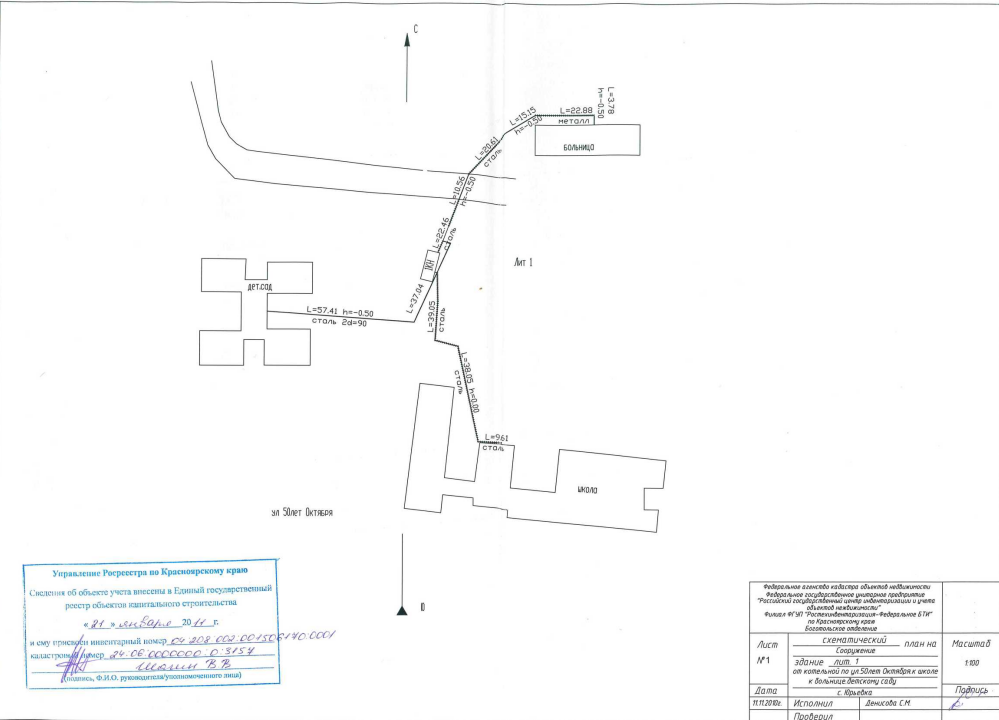 С
L=3.78
h=-0.50
L=22.88
металл
L=15.15
h=-0.50
больница
L=20.61
сталь
L=10.56
h=-0.50
L=22.46
сталь
1КН
Лит 1
дет.сад
L=57.41 h=-0.50
сталь 2d=90
L=37.04
L=39.05
сталь
L=38.05 h=0.00
сталь
L=9.61
сталь
школа
ул 50лет Октября
Ю
Управление Росреестра по Красноярскому краю
Сведения об объекте учета внесены в Единый государственный
реестр объектов капитального строительства
« 21 » января 2011 г.
и ему присвоен инвентарный номер 04:208:002:001506140:0001
кадастровый номер 24:06:0000000:0:3154
Шагин В.В
(подпись, Ф.И.О. руководителя/уполномоченного лица)
Федеральное агенство кадастра объектов недвижимости
Федеральное государственное унитарное предприятие
"Российский государственный центр инвентаризации и учета
объектов недвижимости"
Филиал ФГУП "Ростехинвентаризация-Федеральное БТИ"
по Красноярскому краю
Боготольское отделение
Лист
№1
схематический план на
Сооружение
здание лит. 1
от котельной по ул.50лет Октября к школе
к больнице детскому саду
Масштаб
1:100
Дата
с. Юрьевка
Подпись
11.11.2010г.
Исполнил
Денисова С.М.
Проверил